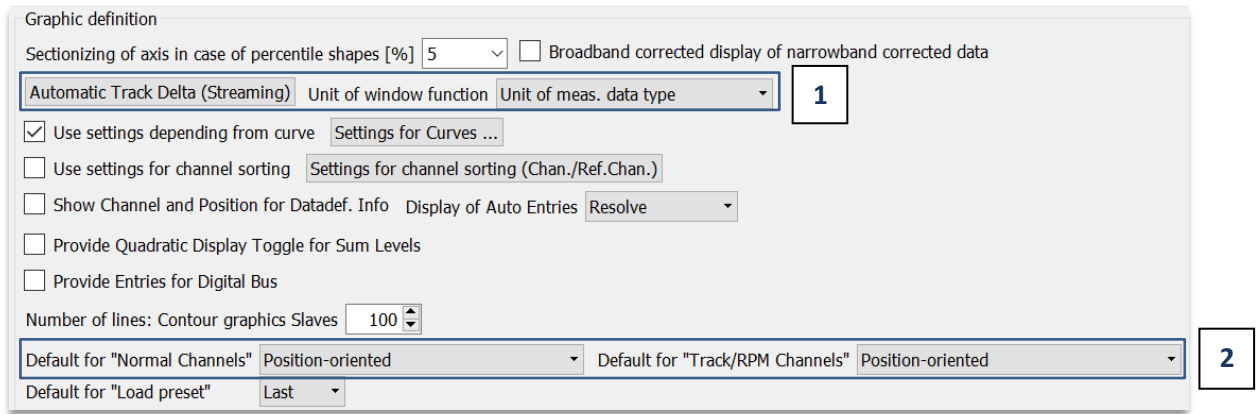 Graphic definition
Sectionizing of axis in case of percentile shapes [%] 5 Broadband corrected display of narrowband corrected data
Automatic Track Delta (Streaming) Unit of window function Unit of meas. data type 1
Use settings depending from curve Settings for Curves ...
Use settings for channel sorting Settings for channel sorting (Chan./Ref.Chan.)
Show Channel and Position for Datadef. Info Display of Auto Entries Resolve
Provide Quadratic Display Toggle for Sum Levels
Provide Entries for Digital Bus
Number of lines: Contour graphics Slaves 100
Default for "Normal Channels" Position-oriented Default for "Track/RPM Channels" Position-oriented 2
Default for "Load preset" Last